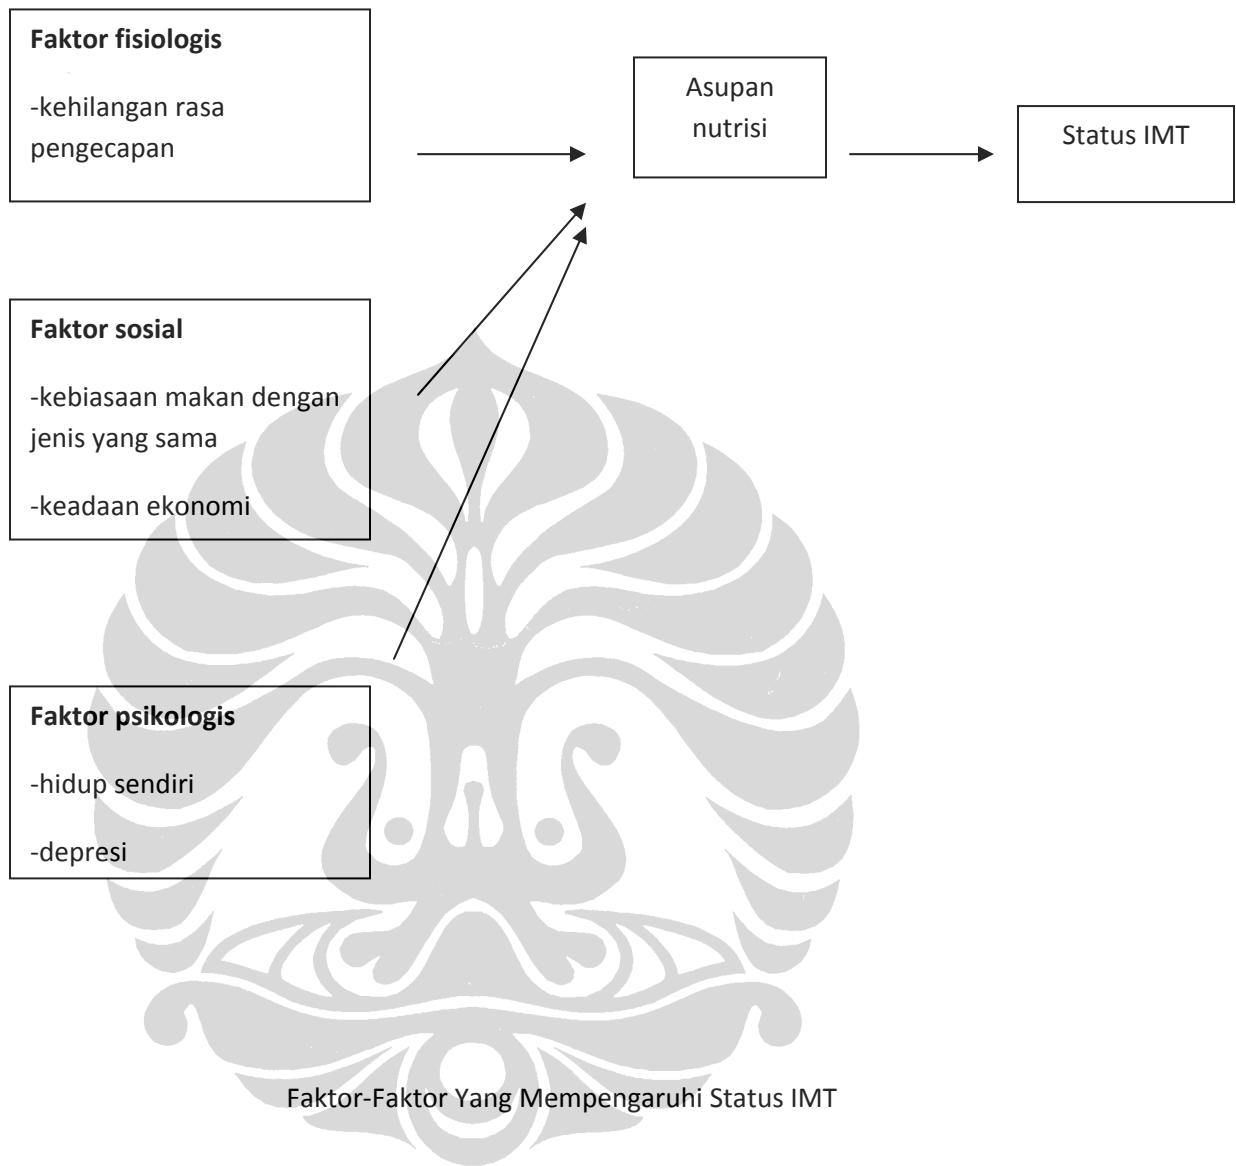 Faktor fisiologis
-kehilangan rasa
pengecapan
Asupan
nutrisi
Status IMT
Faktor sosial
-kebiasaan makan dengan
jenis yang sama
-keadaan ekonomi
Faktor psikologis
-hidup sendiri
-depresi
Faktor-Faktor Yang Mempengaruhi Status IMT